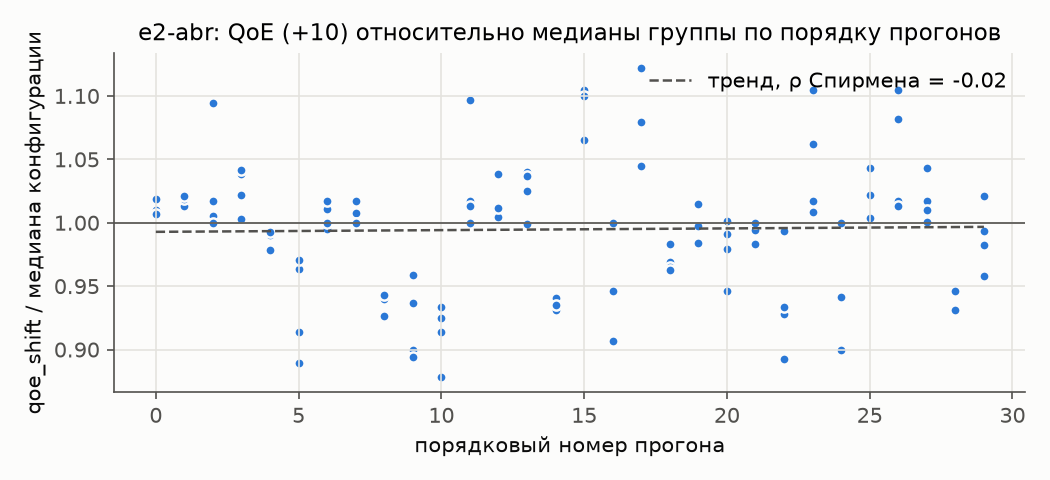 e2-abr: QoE (+10) относительно медианы группы по порядку прогонов
qoe_shift / медиана конфигурации
тренд, ρ Спирмена = -0.02
1.10
1.05
1.00
0.95
0.90
0 5 10 15 20 25 30
порядковый номер прогона